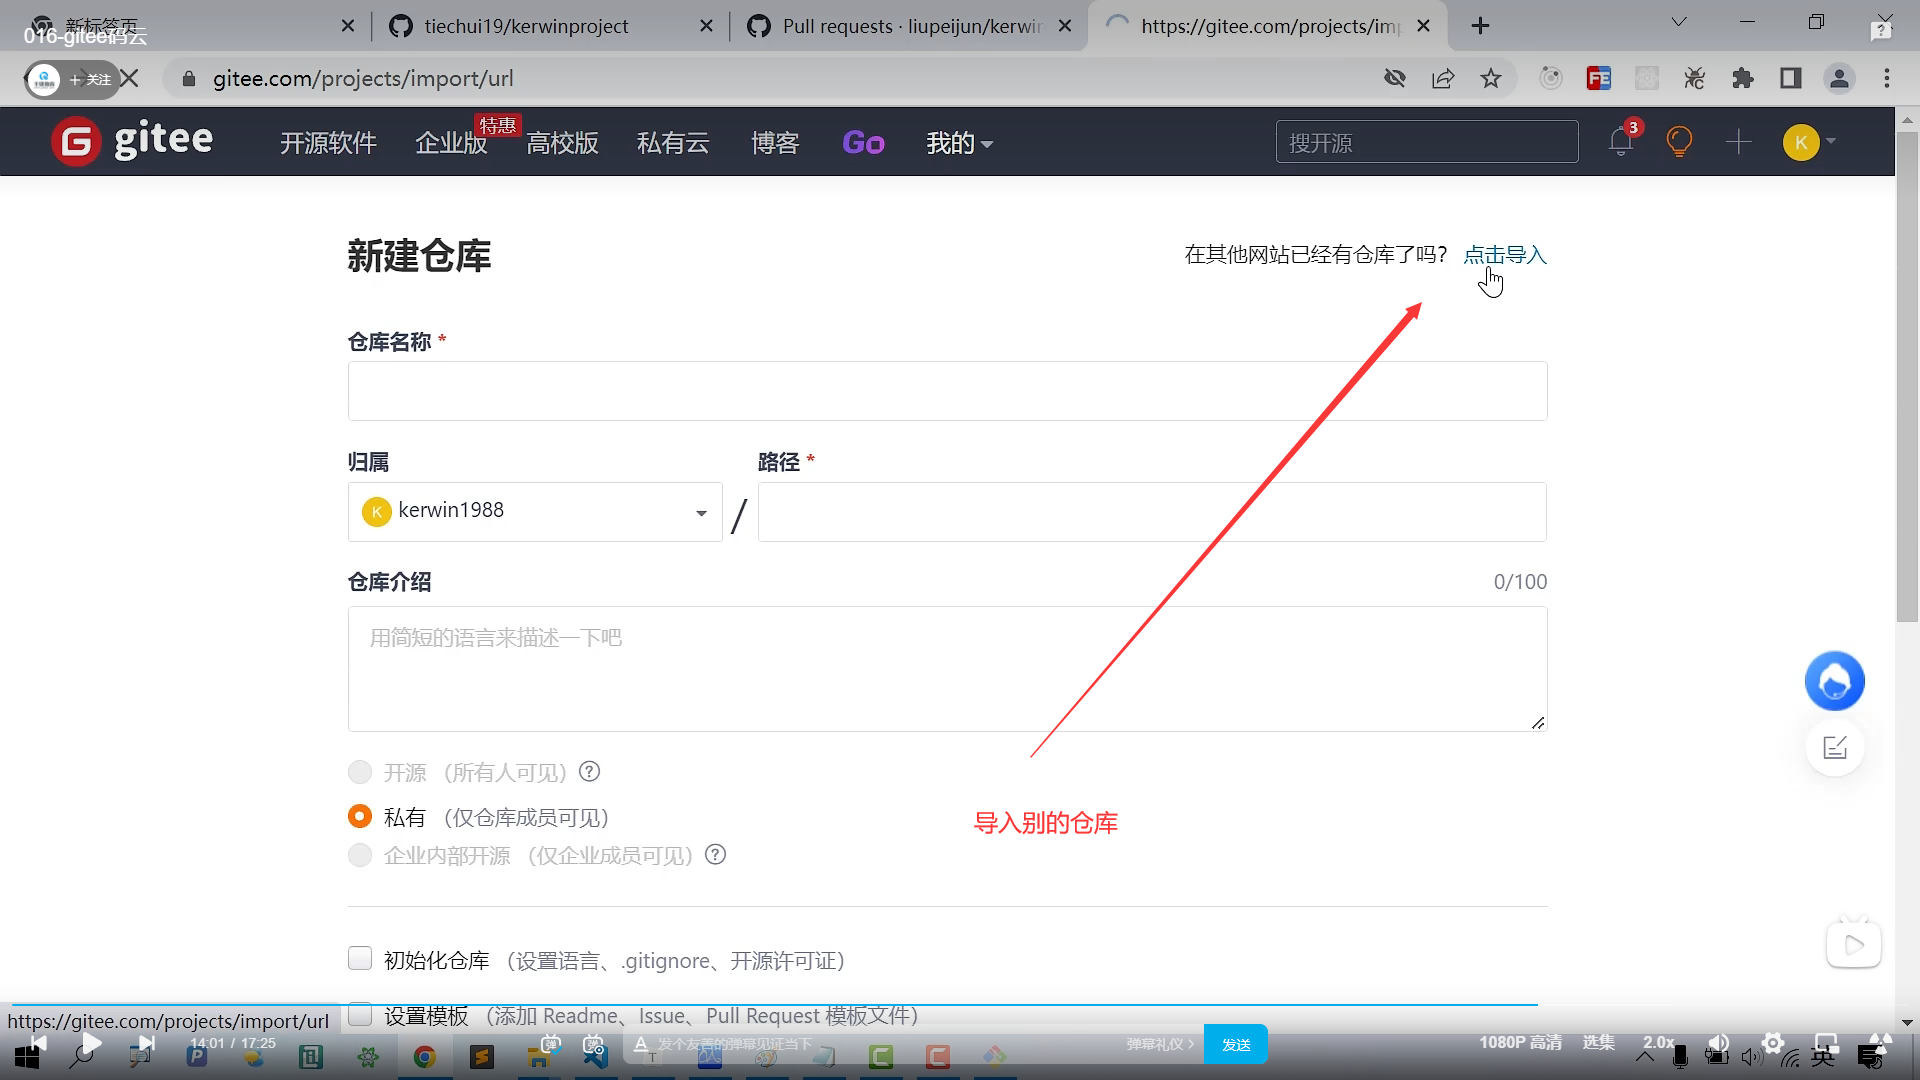 新标签页
016-gitee码云
tiechui19/kerwinproject
Pull requests · liupeijun/kerwin
https://gitee.com/projects/imp
+ 关注
gitee.com/projects/import/url
gitee
开源软件
企业版
特惠
高校版
私有云
博客
Go
我的
搜开源
3
K
新建仓库
在其他网站已经有仓库了吗? 点击导入
仓库名称 *
归属
路径 *
K kerwin1988
/
仓库介绍
0/100
用简短的语言来描述一下吧
开源 (所有人可见)
私有 (仅仓库成员可见)
导入别的仓库
企业内部开源 (仅企业成员可见)
初始化仓库 (设置语言、.gitignore、开源许可证)
设置模板 (添加 Readme、Issue、Pull Request 模板文件)
https://gitee.com/projects/import/url
14:01 / 17:25
发个友善的弹幕见证当下
弹幕礼仪
发送
1080P 高清
选集
2.0x
英